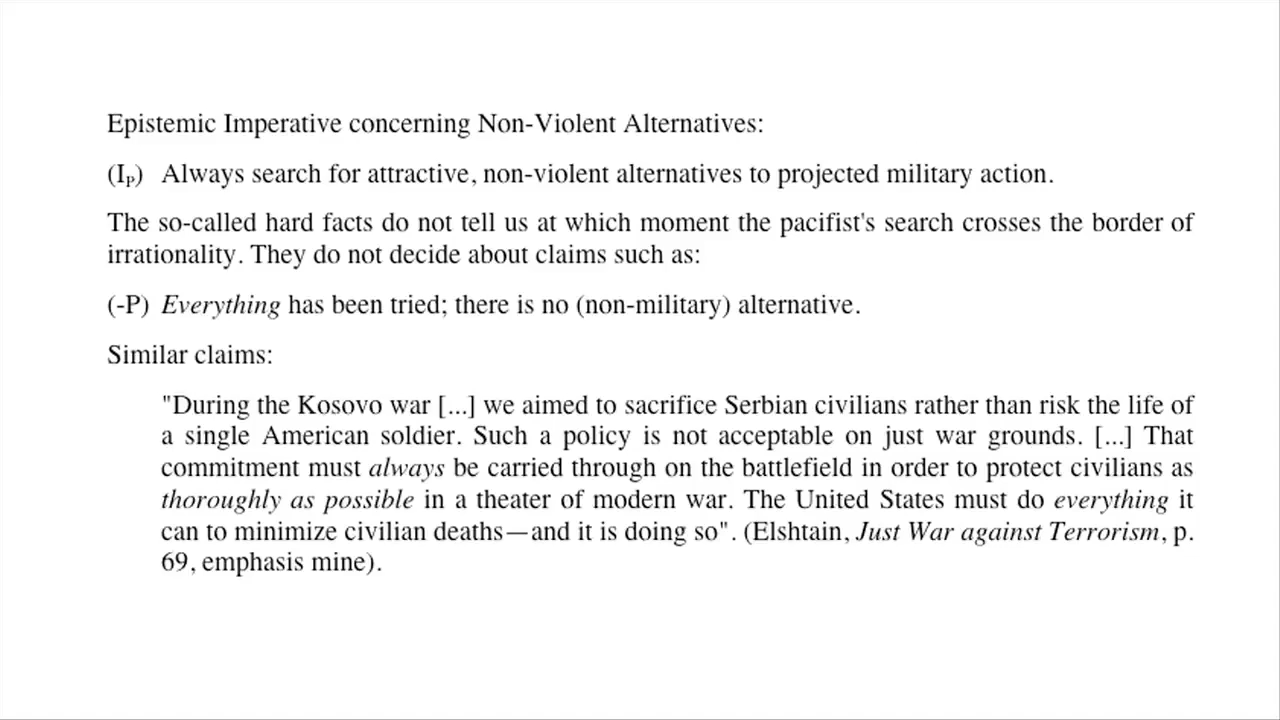 Epistemic Imperative concerning Non-Violent Alternatives:
(Iₚ) Always search for attractive, non-violent alternatives to projected military action.
The so-called hard facts do not tell us at which moment the pacifist's search crosses the border of
irrationality. They do not decide about claims such as:
(-P) Everything has been tried; there is no (non-military) alternative.
Similar claims:
"During the Kosovo war [...] we aimed to sacrifice Serbian civilians rather than risk the life of
a single American soldier. Such a policy is not acceptable on just war grounds. [...] That
commitment must always be carried through on the battlefield in order to protect civilians as
thoroughly as possible in a theater of modern war. The United States must do everything it
can to minimize civilian deaths—and it is doing so". (Elshtain, Just War against Terrorism, p.
69, emphasis mine).